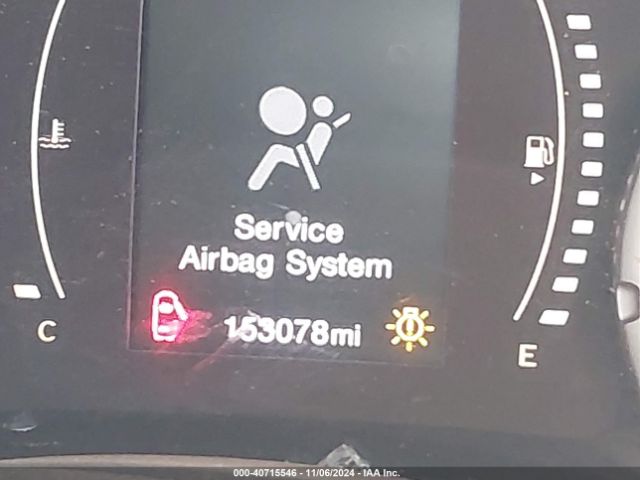 Service
Airbag System
153078mi
C
E
000-40715546 - 11/06/2024 - IAA Inc.